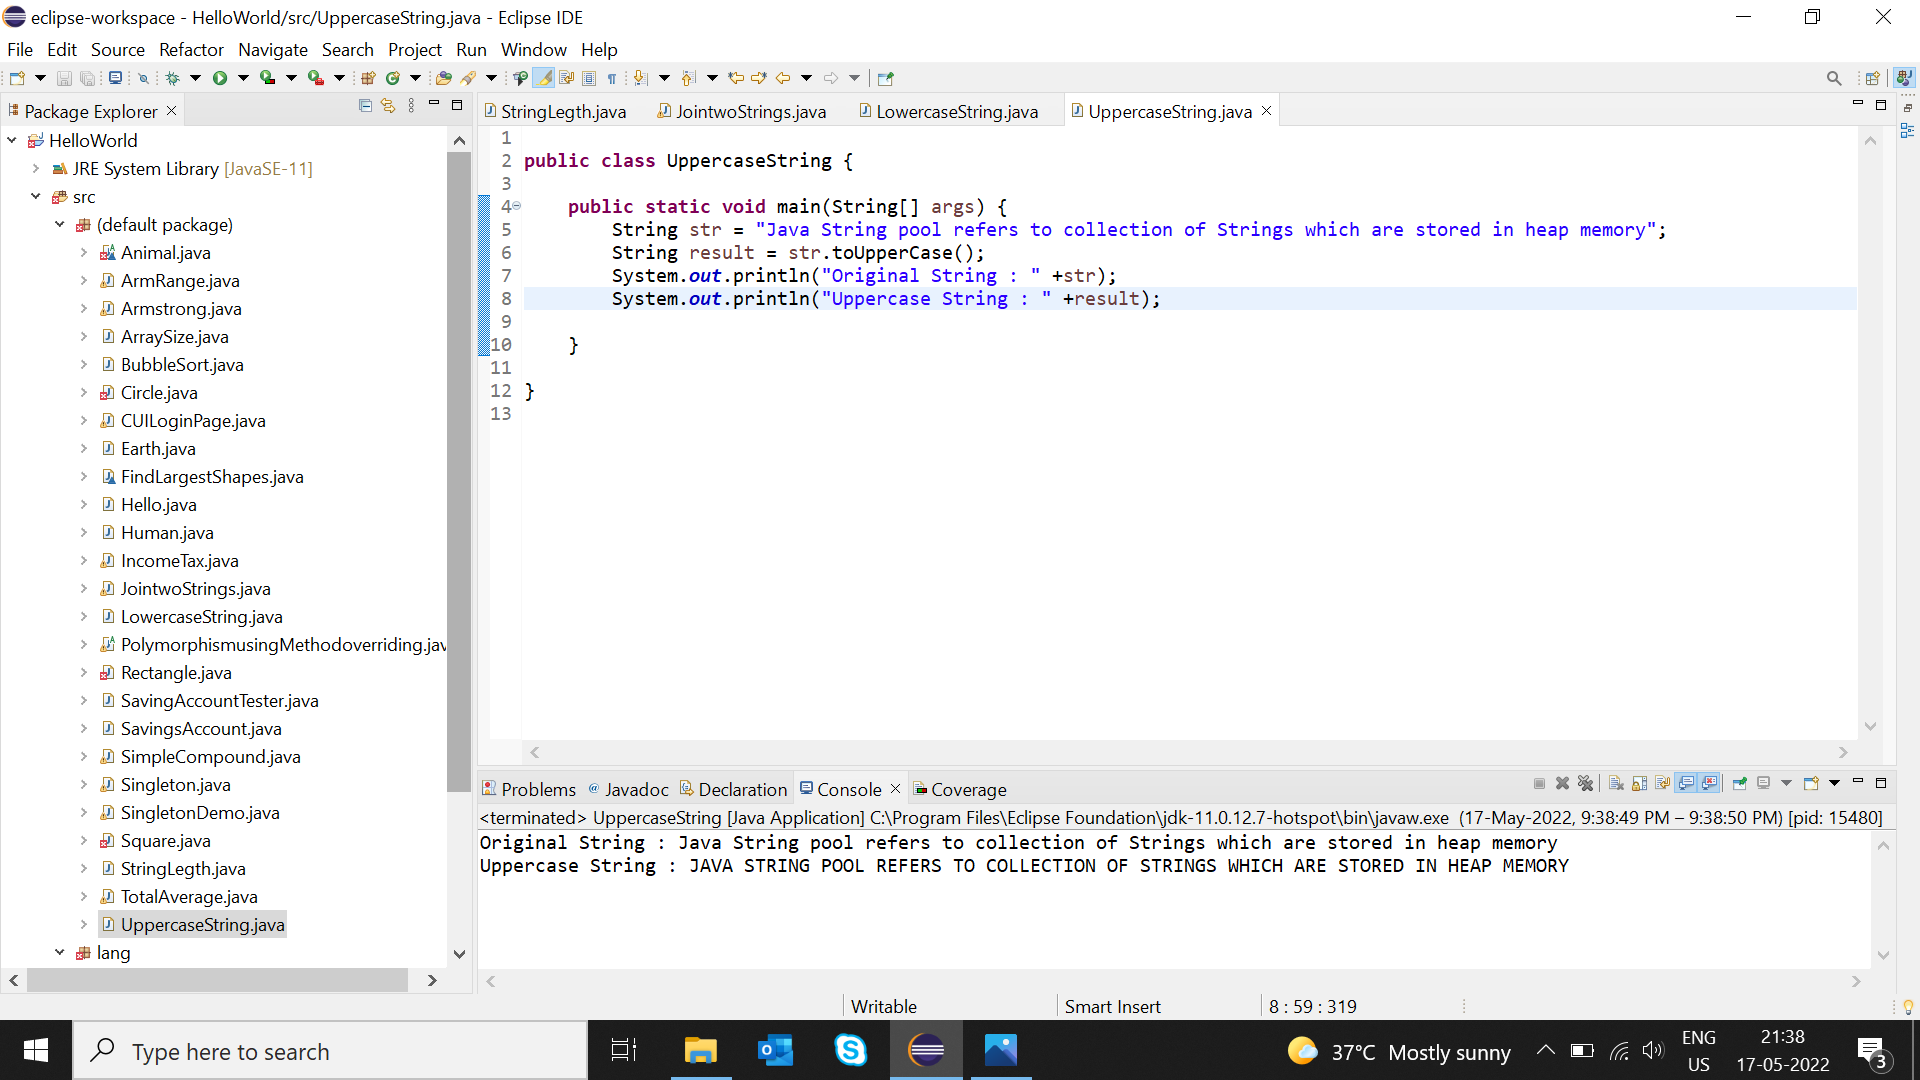 eclipse-workspace - HelloWorld/src/UppercaseString.java - Eclipse IDE
File Edit Source Refactor Navigate Search Project Run Window Help
Package Explorer
HelloWorld
JRE System Library [JavaSE-11]
src
(default package)
Animal.java
ArmRange.java
Armstrong.java
ArraySize.java
BubbleSort.java
Circle.java
CUILoginPage.java
Earth.java
FindLargestShapes.java
Hello.java
Human.java
IncomeTax.java
JointwoStrings.java
LowercaseString.java
PolymorphismusingMethodoverriding.jav
Rectangle.java
SavingAccountTester.java
SavingsAccount.java
SimpleCompound.java
Singleton.java
SingletonDemo.java
Square.java
StringLegth.java
TotalAverage.java
UppercaseString.java
lang
StringLegth.java JointwoStrings.java LowercaseString.java UppercaseString.java
1
2 public class UppercaseString {
3
4 public static void main(String[] args) {
5 String str = "Java String pool refers to collection of Strings which are stored in heap memory";
6 String result = str.toUpperCase();
7 System.out.println("Original String : " +str);
8 System.out.println("Uppercase String : " +result);
9
10 }
11
12 }
13
Problems Javadoc Declaration Console Coverage
<terminated> UppercaseString [Java Application] C:\Program Files\Eclipse Foundation\jdk-11.0.12.7-hotspot\bin\javaw.exe (17-May-2022, 9:38:49 PM – 9:38:50 PM) [pid: 15480]
Original String : Java String pool refers to collection of Strings which are stored in heap memory
Uppercase String : JAVA STRING POOL REFERS TO COLLECTION OF STRINGS WHICH ARE STORED IN HEAP MEMORY
Writable Smart Insert 8 : 59 : 319
Type here to search
37°C Mostly sunny
ENG
US
21:38
17-05-2022
3